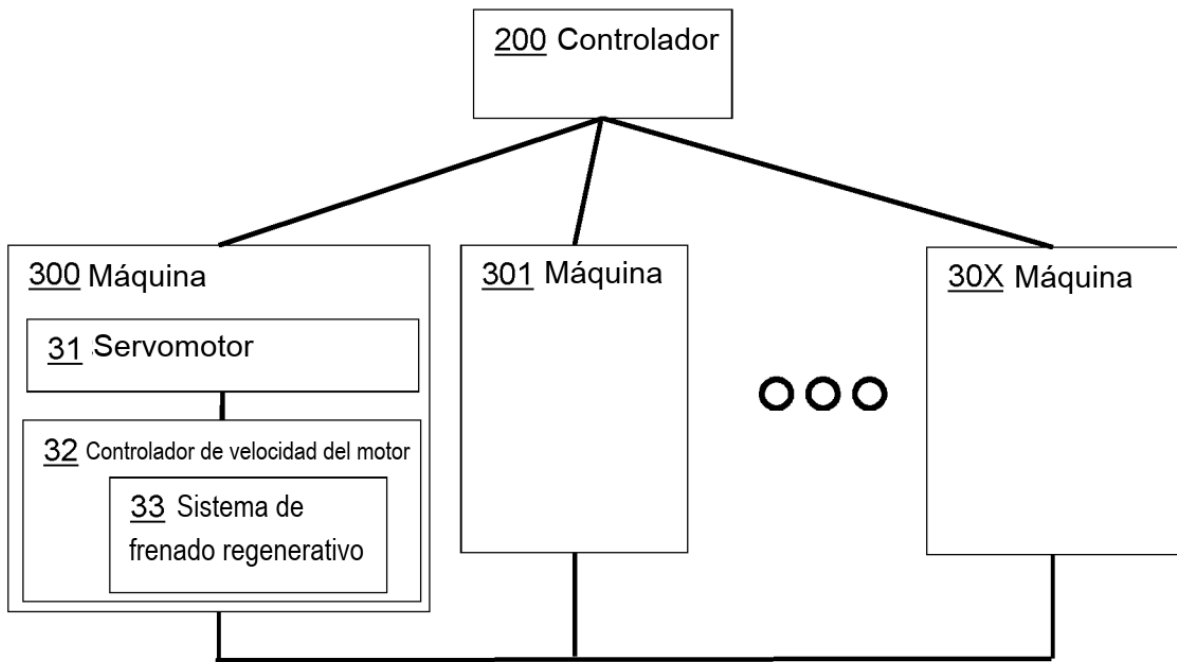 200 Controlador
300 Máquina
301 Máquina
30X Máquina
31 Servomotor
32 Controlador de velocidad del motor
33 Sistema de
frenado regenerativo